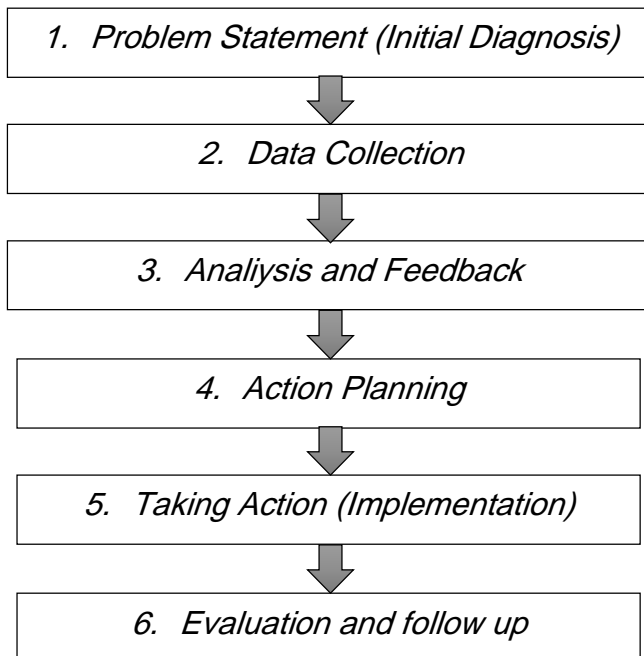 1. Problem Statement (Initial Diagnosis)
2. Data Collection
3. Analiysis and Feedback
4. Action Planning
5. Taking Action (Implementation)
6. Evaluation and follow up